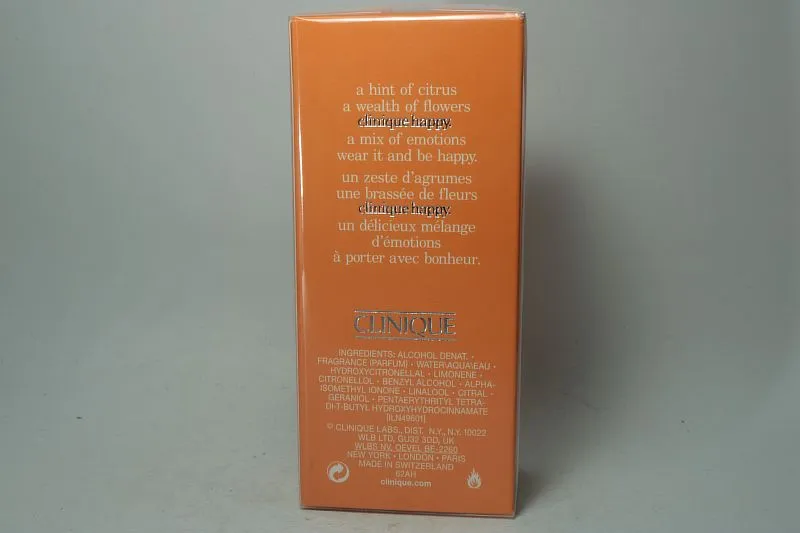 a hint of citrus
a wealth of flowers
clinique happy.
a mix of emotions
wear it and be happy.
un zeste d'agrumes
une brassée de fleurs
clinique happy.
un délicieux mélange
d'émotions
à porter avec bonheur.
CLINIQUE
INGREDIENTS: ALCOHOL DENAT. •
FRAGRANCE (PARFUM) • WATER\AQUA\EAU •
HYDROXYCITRONELLAL • LIMONENE •
CITRONELLOL • BENZYL ALCOHOL • ALPHA-
ISOMETHYL IONONE • LINALOOL • CITRAL •
GERANIOL • PENTAERYTHRITYL TETRA-
DI-T-BUTYL HYDROXYHYDROCINNAMATE
[ILN49601]
© CLINIQUE LABS., DIST. N.Y., N.Y. 10022
WLB LTD, GU32 3DD, UK
WLBS NV, OEVEL BE-2260
NEW YORK • LONDON • PARIS
MADE IN SWITZERLAND
62AH
clinique.com